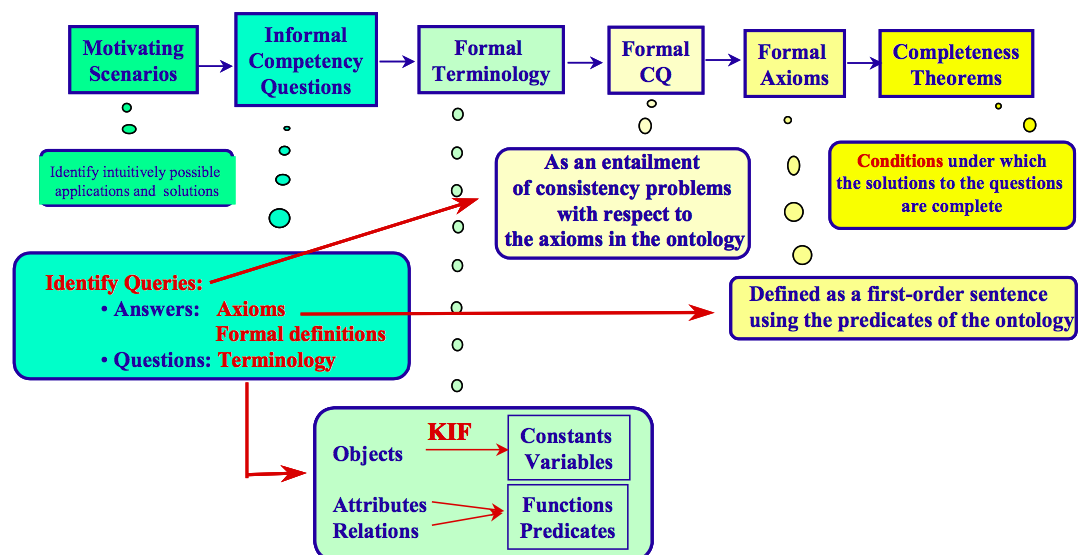 Motivating
Scenarios
Informal
Competency
Questions
Formal
Terminology
Formal
CQ
Formal
Axioms
Completeness
Theorems
Identify intuitively possible
applications and solutions
As an entailment
of consistency problems
with respect to
the axioms in the ontology
Conditions under which
the solutions to the questions
are complete
Identify Queries:
• Answers: Axioms
Formal definitions
• Questions: Terminology
Defined as a first-order sentence
using the predicates of the ontology
KIF
Objects
Constants
Variables
Attributes
Relations
Functions
Predicates